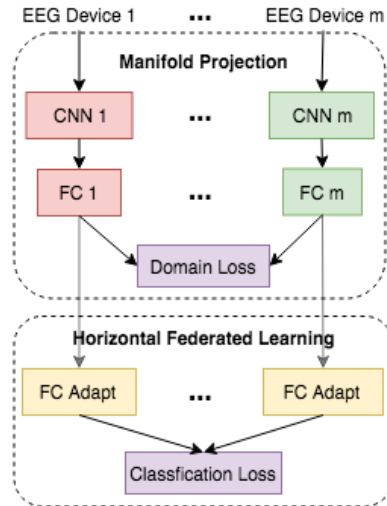 EEG Device 1 ... EEG Device m
Manifold Projection
CNN 1 ... CNN m
FC 1 ... FC m
Domain Loss
Horizontal Federated Learning
FC Adapt ... FC Adapt
Classfication Loss